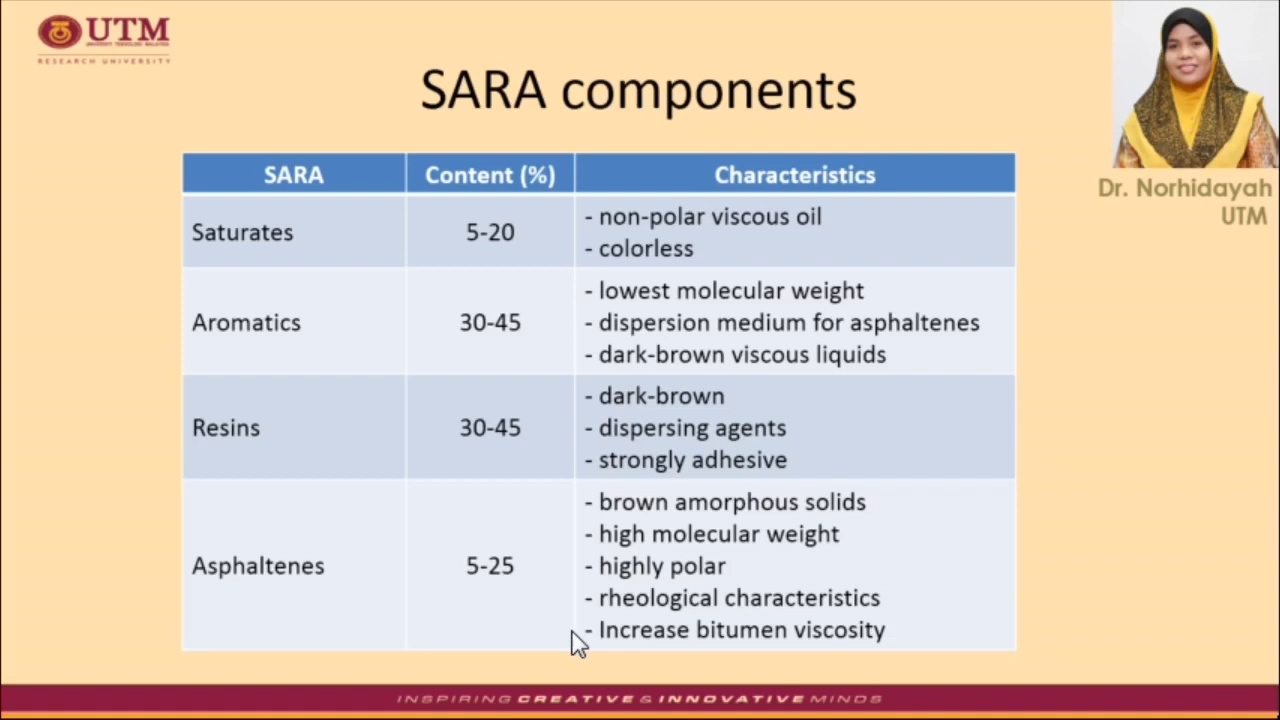 UTM
UNIVERSITI TEKNOLOGI MALAYSIA
RESEARCH UNIVERSITY
SARA components
Dr. Norhidayah
UTM
SARA
Content (%)
Characteristics
Saturates
5-20
- non-polar viscous oil
- colorless
Aromatics
30-45
- lowest molecular weight
- dispersion medium for asphaltenes
- dark-brown viscous liquids
Resins
30-45
- dark-brown
- dispersing agents
- strongly adhesive
Asphaltenes
5-25
- brown amorphous solids
- high molecular weight
- highly polar
- rheological characteristics
- Increase bitumen viscosity
INSPIRING CREATIVE & INNOVATIVE MINDS